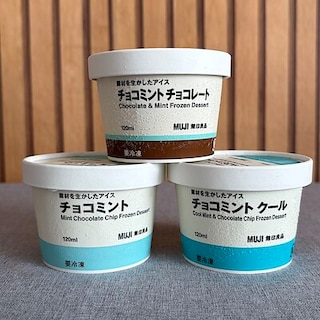 素材を生かしたアイス
チョコミント チョコレート
Chocolate & Mint Frozen Dessert
120ml
MUJI 無印良品
要冷凍
素材を生かしたアイス
チョコミント
Mint Chocolate Chip Frozen Dessert
120ml
MUJI 無印良品
要冷凍
素材を生かしたアイス
チョコミント クール
Cool Mint & Chocolate Chip Frozen Dessert
120ml
MUJI 無印良品
要冷凍